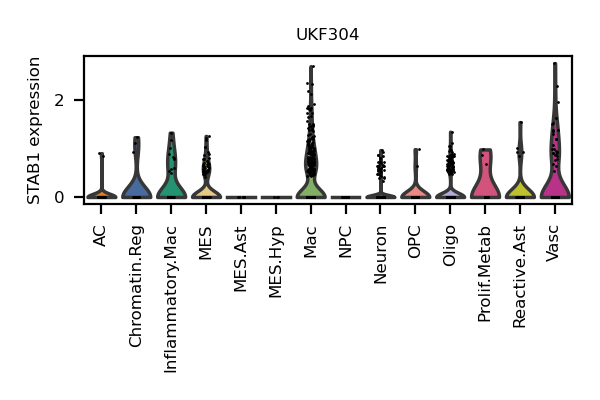 UKF304
STAB1 expression
2
0
AC
Chromatin.Reg
Inflammatory.Mac
MES
MES.Ast
MES.Hyp
Mac
NPC
Neuron
OPC
Oligo
Prolif.Metab
Reactive.Ast
Vasc